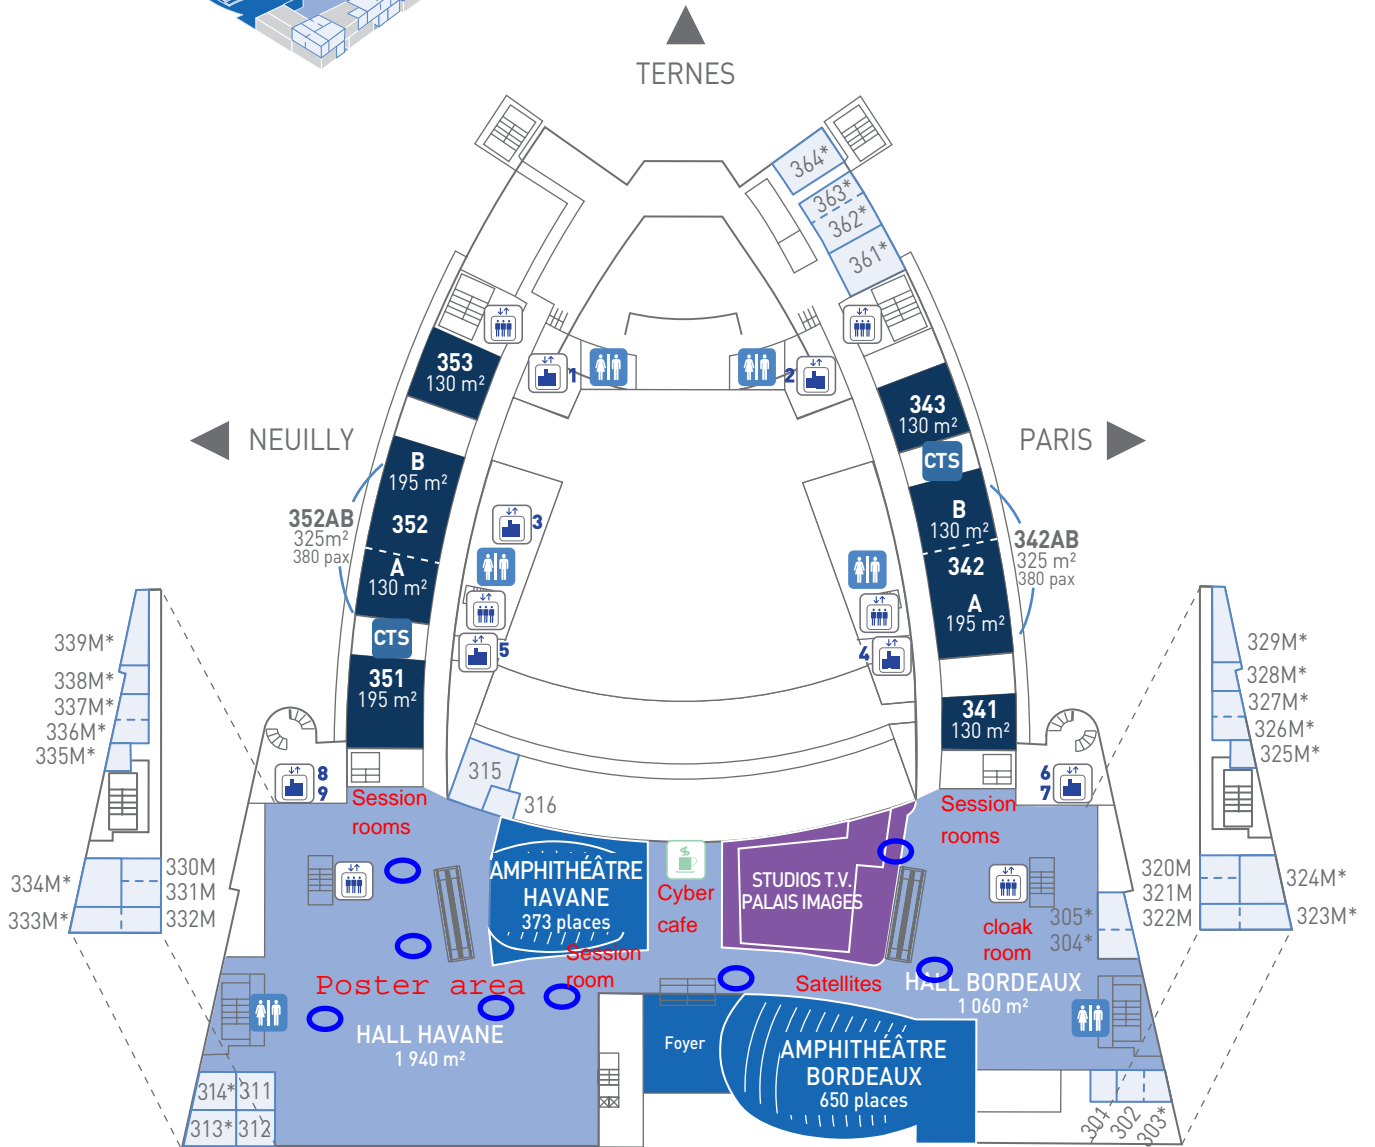 TERNES
364*
363*
362*
361*
353
130 m²
1
2
343
130 m²
NEUILLY
PARIS
CTS
B
195 m²
352
A
130 m²
352AB
325m²
380 pax
3
B
130 m²
342
A
195 m²
342AB
325 m²
380 pax
CTS
5
4
351
195 m²
341
130 m²
339M*
338M*
337M*
336M*
335M*
329M*
328M*
327M*
326M*
325M*
8
9
6
7
315
316
Session
rooms
Session
rooms
AMPHITHÉÂTRE
HAVANE
373 places
Cyber
cafe
STUDIOS T.V.
PALAIS IMAGES
330M
331M
332M
334M*
333M*
320M
321M
322M
324M*
323M*
305*
304*
cloak
room
Session
room
Poster area
Satellites
HALL BORDEAUX
1 060 m²
HALL HAVANE
1 940 m²
Foyer
AMPHITHÉÂTRE
BORDEAUX
650 places
314*
311
313*
312
301
302
303*